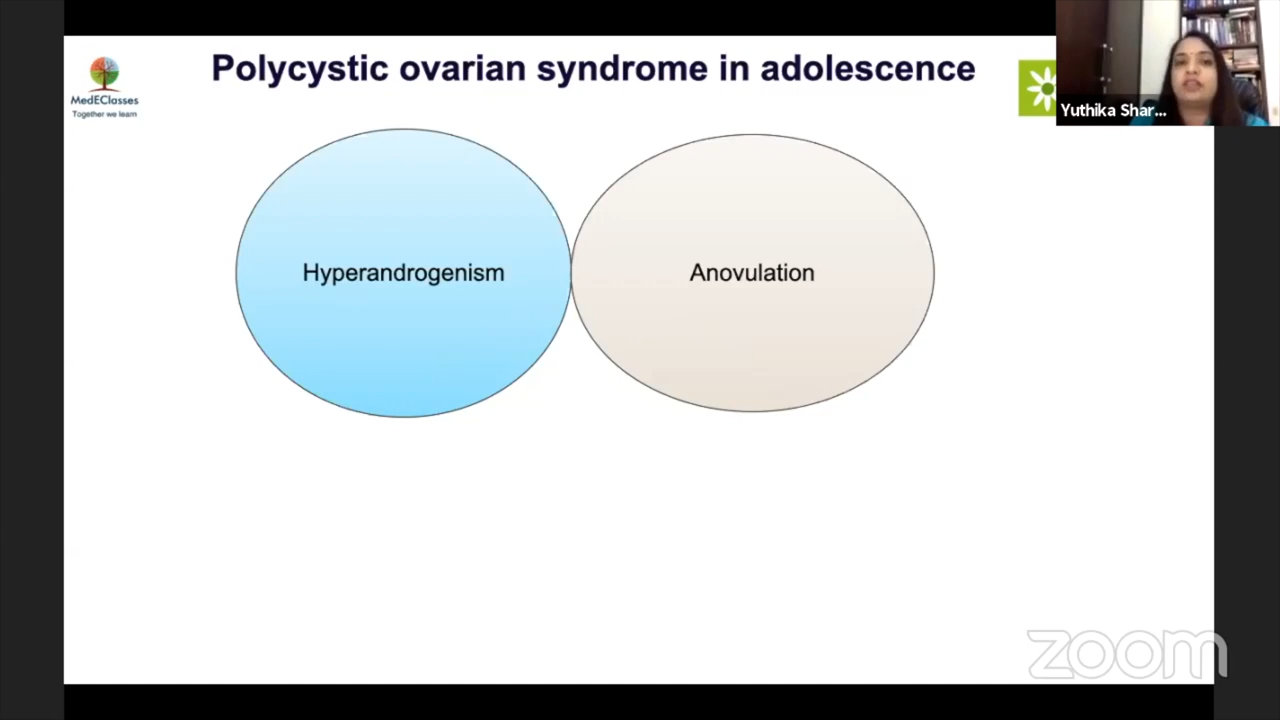 Polycystic ovarian syndrome in adolescence
MedEClasses
Together we learn
Yuthika Shar...
Hyperandrogenism
Anovulation
zoom